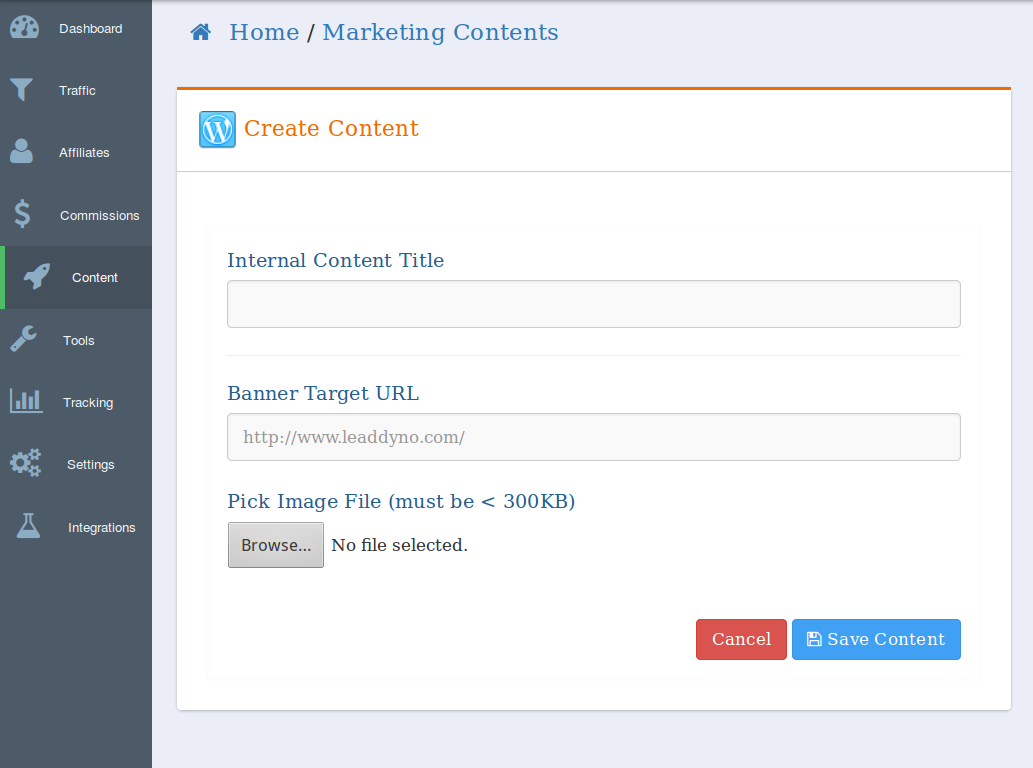 Dashboard
Traffic
Affiliates
Commissions
Content
Tools
Tracking
Settings
Integrations
Home / Marketing Contents
Create Content
Internal Content Title
Banner Target URL
http://www.leaddyno.com/
Pick Image File (must be < 300KB)
Browse... No file selected.
Cancel Save Content